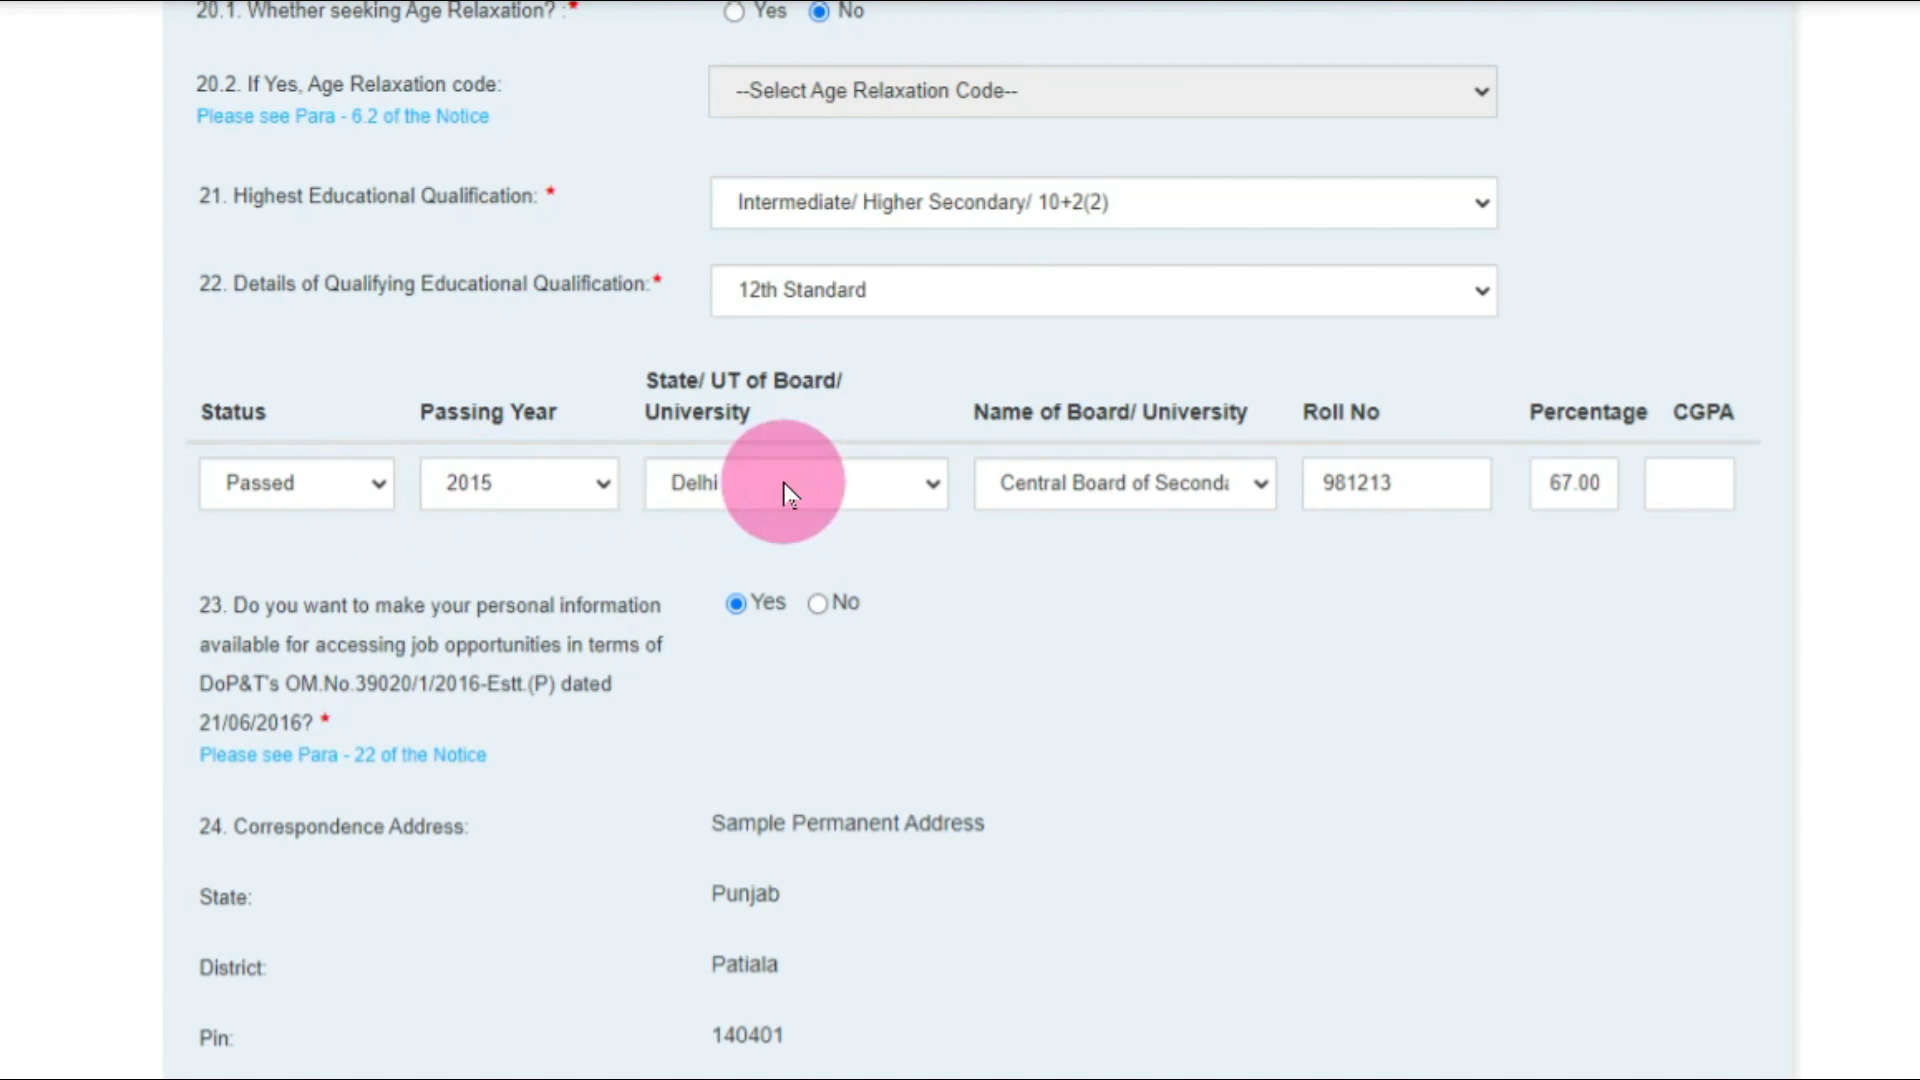 20.1. Whether seeking Age Relaxation? :* Yes No
20.2. If Yes, Age Relaxation code: --Select Age Relaxation Code--
Please see Para - 6.2 of the Notice
21. Highest Educational Qualification: * Intermediate/ Higher Secondary/ 10+2(2)
22. Details of Qualifying Educational Qualification:* 12th Standard
State/ UT of Board/
Status Passing Year University Name of Board/ University Roll No Percentage CGPA
Passed 2015 Delhi Central Board of Seconda 981213 67.00
23. Do you want to make your personal information Yes No
available for accessing job opportunities in terms of
DoP&T's OM.No.39020/1/2016-Estt.(P) dated
21/06/2016? *
Please see Para - 22 of the Notice
24. Correspondence Address: Sample Permanent Address
State: Punjab
District: Patiala
Pin: 140401